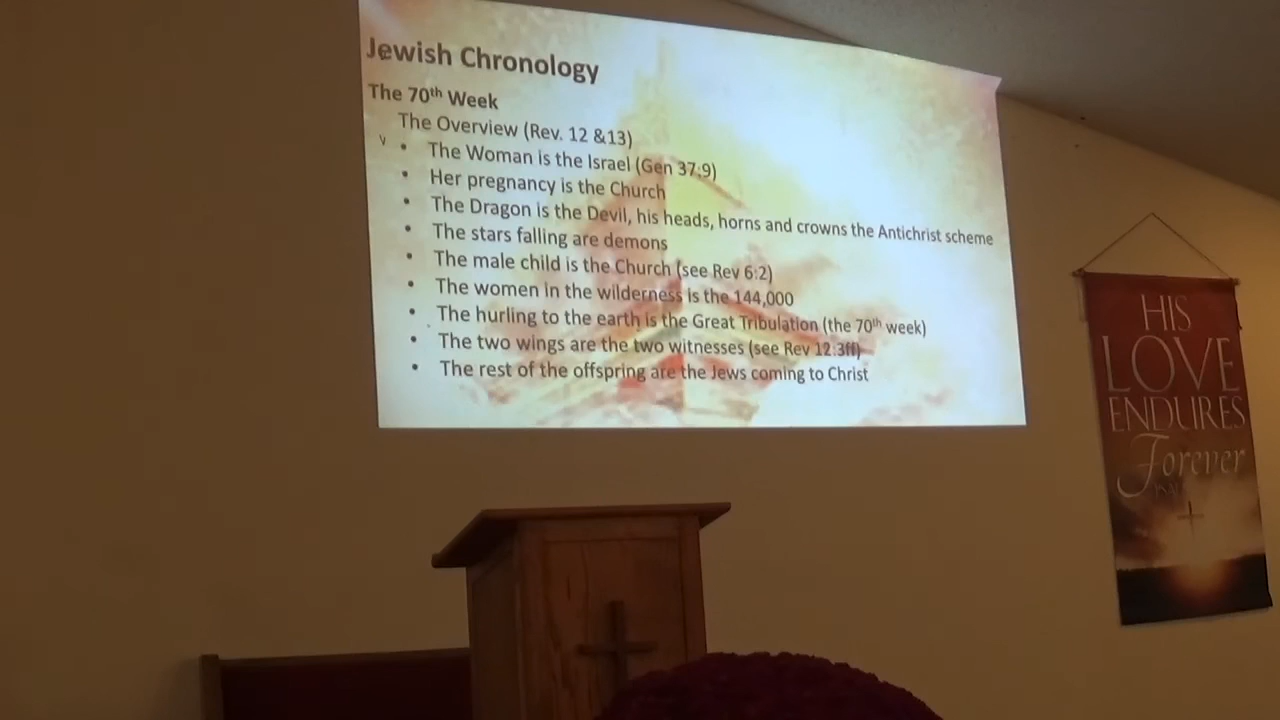 Jewish Chronology
The 70th Week
The Overview (Rev. 12 &13)
v
• The Woman is the Israel (Gen 37:9)
• Her pregnancy is the Church
• The Dragon is the Devil, his heads, horns and crowns the Antichrist scheme
• The stars falling are demons
• The male child is the Church (see Rev 6:2)
• The women in the wilderness is the 144,000
• The hurling to the earth is the Great Tribulation (the 70th week)
• The two wings are the two witnesses (see Rev 12:3ff)
• The rest of the offspring are the Jews coming to Christ
HIS
LOVE
ENDURES
Forever